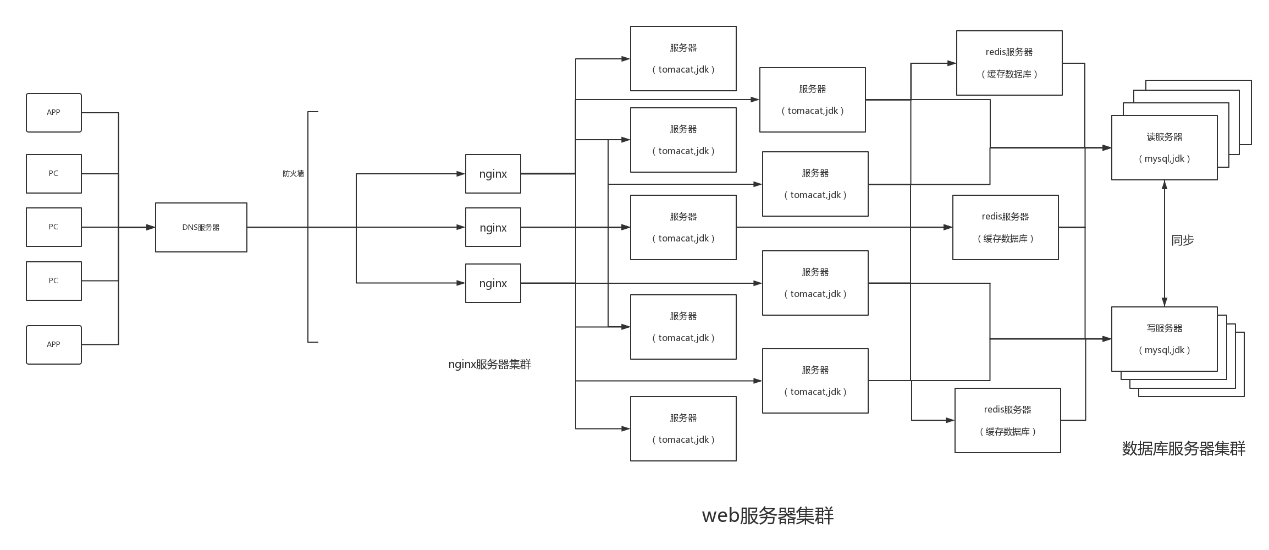 APP
PC
PC
PC
APP
DNS服务器
防火墙
nginx
nginx
nginx
nginx服务器集群
服务器
（tomacat,jdk）
服务器
（tomacat,jdk）
服务器
（tomacat,jdk）
服务器
（tomacat,jdk）
服务器
（tomacat,jdk）
服务器
（tomacat,jdk）
服务器
（tomacat,jdk）
服务器
（tomacat,jdk）
服务器
（tomacat,jdk）
redis服务器
（缓存数据库）
redis服务器
（缓存数据库）
redis服务器
（缓存数据库）
读服务器
（mysql,jdk）
同步
写服务器
（mysql,jdk）
数据库服务器集群
web服务器集群